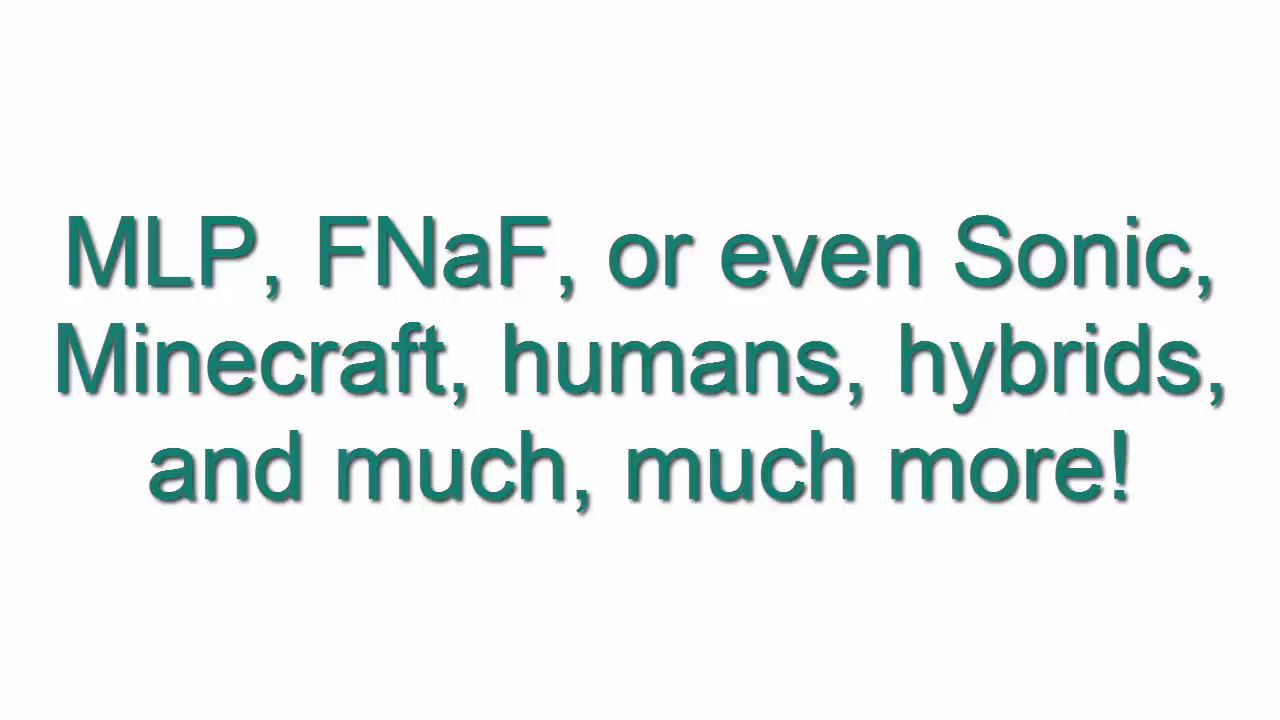 MLP, FNaF, or even Sonic,
Minecraft, humans, hybrids,
and much, much more!